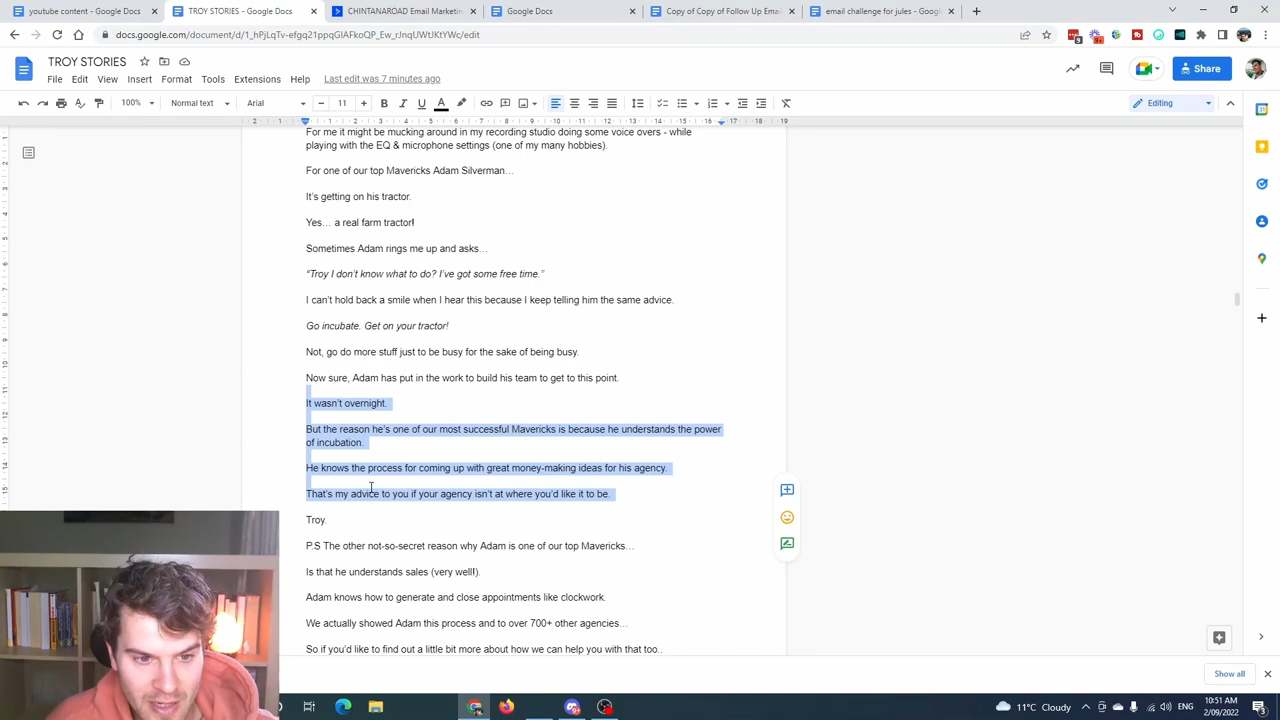 youtube content - Google Docs
TROY STORIES - Google Docs
CHINTANAROAD Email Marketin
Google Docs
Copy of Copy of Follow Up Emai
email challenge for jules - Googl
docs.google.com/document/d/1_hPjLqTv-efgq21ppqGIAFkoQP_Ew_rJnqUWtJKtYWc/edit
TROY STORIES
File Edit View Insert Format Tools Extensions Help Last edit was 7 minutes ago
Share
100% Normal text Arial 11 Editing
For me it might be mucking around in my recording studio doing some voice overs - while
playing with the EQ & microphone settings (one of my many hobbies).
For one of our top Mavericks Adam Silverman…
It's getting on his tractor.
Yes… a real farm tractor!
Sometimes Adam rings me up and asks…
“Troy I don't know what to do? I've got some free time.”
I can't hold back a smile when I hear this because I keep telling him the same advice.
Go incubate. Get on your tractor!
Not, go do more stuff just to be busy for the sake of being busy.
Now sure, Adam has put in the work to build his team to get to this point.
It wasn't overnight.
But the reason he's one of our most successful Mavericks is because he understands the power
of incubation.
He knows the process for coming up with great money-making ideas for his agency.
That's my advice to you if your agency isn't at where you'd like it to be.
Troy.
P.S The other not-so-secret reason why Adam is one of our top Mavericks…
Is that he understands sales (very well!).
Adam knows how to generate and close appointments like clockwork.
We actually showed Adam this process and to over 700+ other agencies…
So if you'd like to find out a little bit more about how we can help you with that too..
Show all
11°C Cloudy
ENG
10:51 AM
2/09/2022